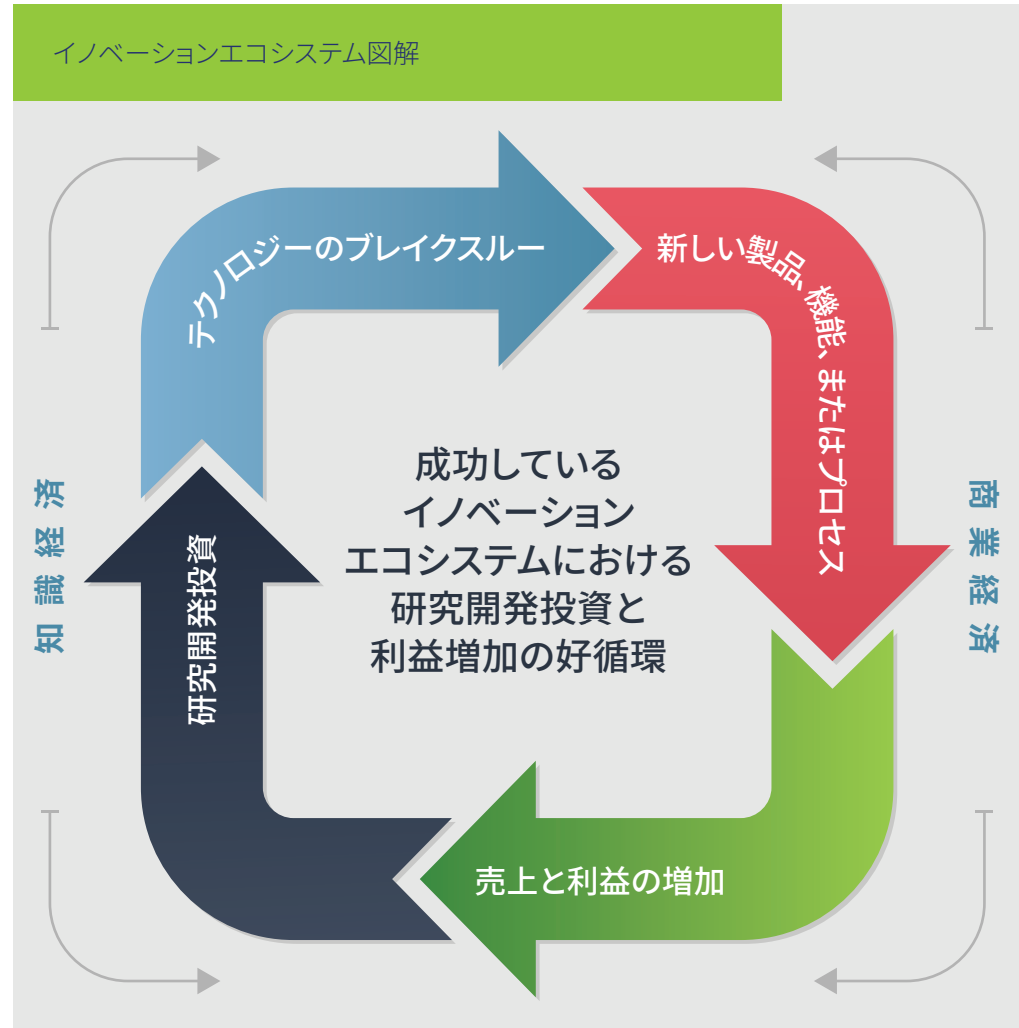 イノベーションエコシステム図解
テクノロジーのブレイクスルー
新しい製品、機能、またはプロセス
成功している
イノベーション
エコシステムにおける
研究開発投資と
利益増加の好循環
知識経済
商業経済
研究開発投資
売上と利益の増加